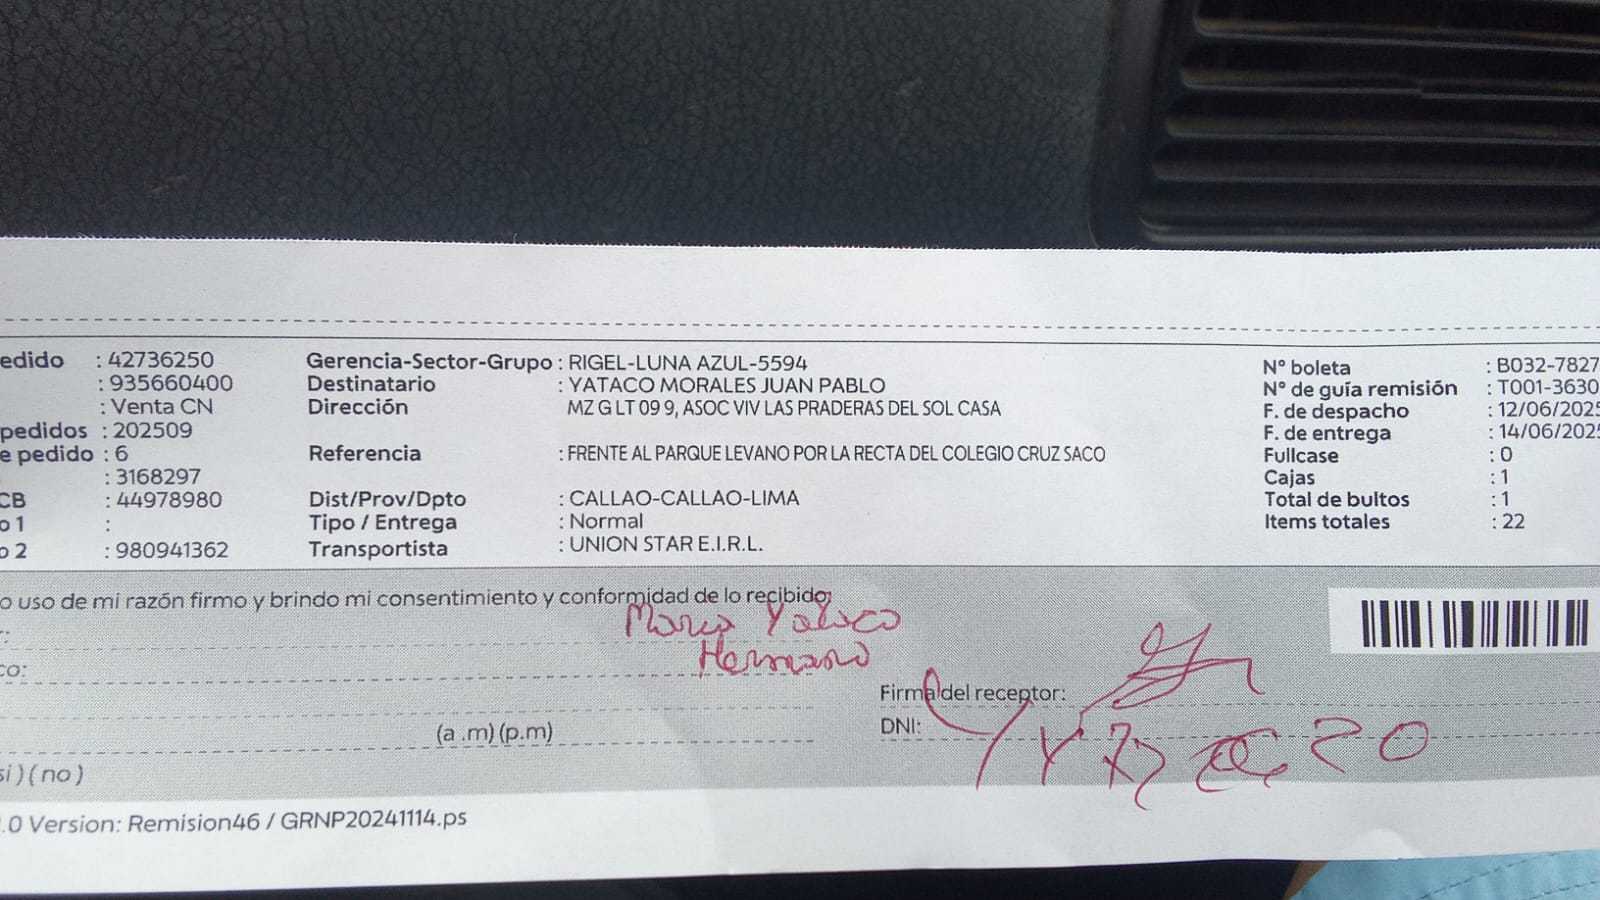 edido : 42736250
: 935660400
: Venta CN
pedidos : 202509
e pedido : 6
: 3168297
CB : 44978980
o 1 :
o 2 : 980941362
Gerencia-Sector-Grupo : RIGEL-LUNA AZUL-5594
Destinatario : YATACO MORALES JUAN PABLO
Dirección MZ G LT 09 9, ASOC VIV LAS PRADERAS DEL SOL CASA
Referencia : FRENTE AL PARQUE LEVANO POR LA RECTA DEL COLEGIO CRUZ SACO
Dist/Prov/Dpto : CALLAO-CALLAO-LIMA
Tipo / Entrega : Normal
Transportista : UNION STAR E.I.R.L.
N° boleta : B032-7827
N° de guía remisión : T001-3630
F. de despacho : 12/06/2025
F. de entrega : 14/06/2025
Fullcase : 0
Cajas : 1
Total de bultos : 1
Items totales : 22
o uso de mi razón firmo y brindo mi consentimiento y conformidad de lo recibido;
Yataco
Hermano
r:
co:
Firma del receptor:
DNI:
(a .m) (p.m)
si ) ( no )
.0 Version: Remision46 / GRNP20241114.ps